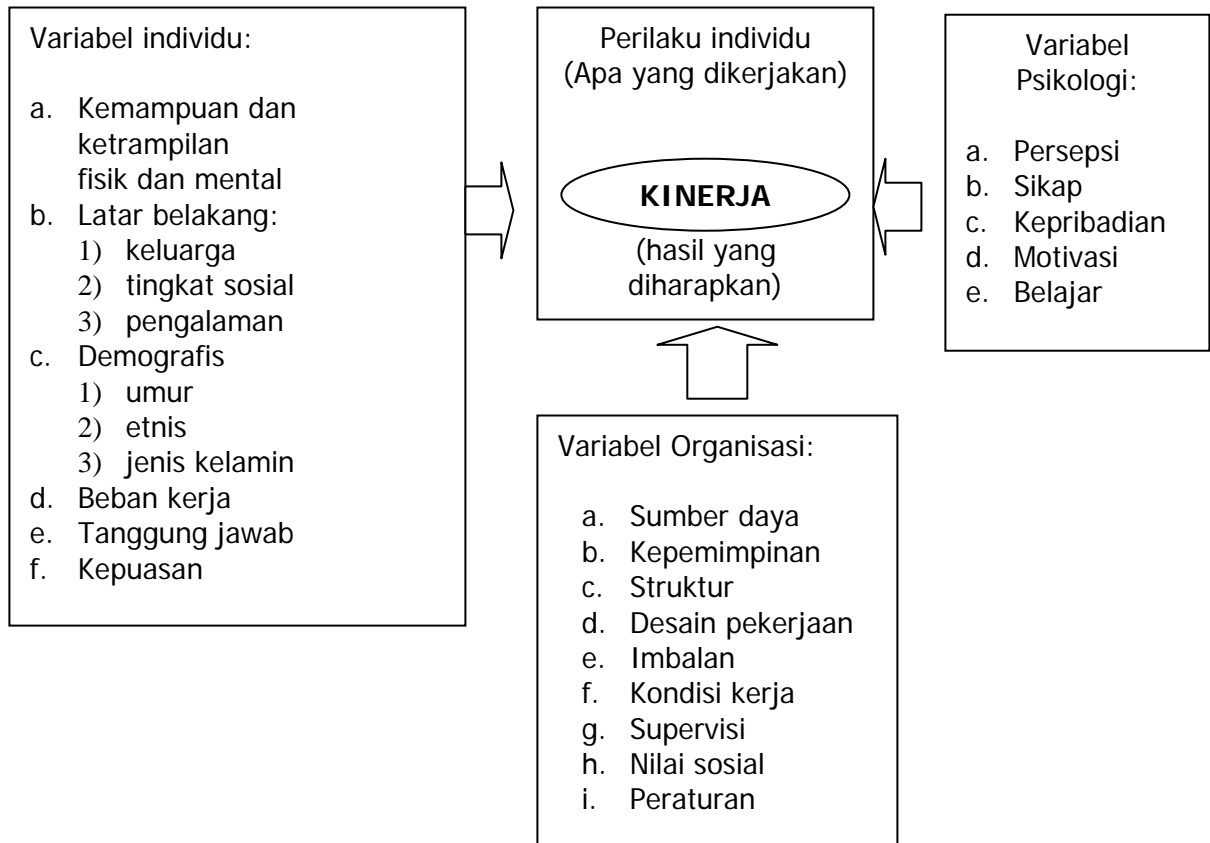 Variabel individu:
a. Kemampuan dan
ketrampilan
fisik dan mental
b. Latar belakang:
1) keluarga
2) tingkat sosial
3) pengalaman
c. Demografis
1) umur
2) etnis
3) jenis kelamin
d. Beban kerja
e. Tanggung jawab
f. Kepuasan
Perilaku individu
(Apa yang dikerjakan)
KINERJA
(hasil yang
diharapkan)
Variabel
Psikologi:
a. Persepsi
b. Sikap
c. Kepribadian
d. Motivasi
e. Belajar
Variabel Organisasi:
a. Sumber daya
b. Kepemimpinan
c. Struktur
d. Desain pekerjaan
e. Imbalan
f. Kondisi kerja
g. Supervisi
h. Nilai sosial
i. Peraturan